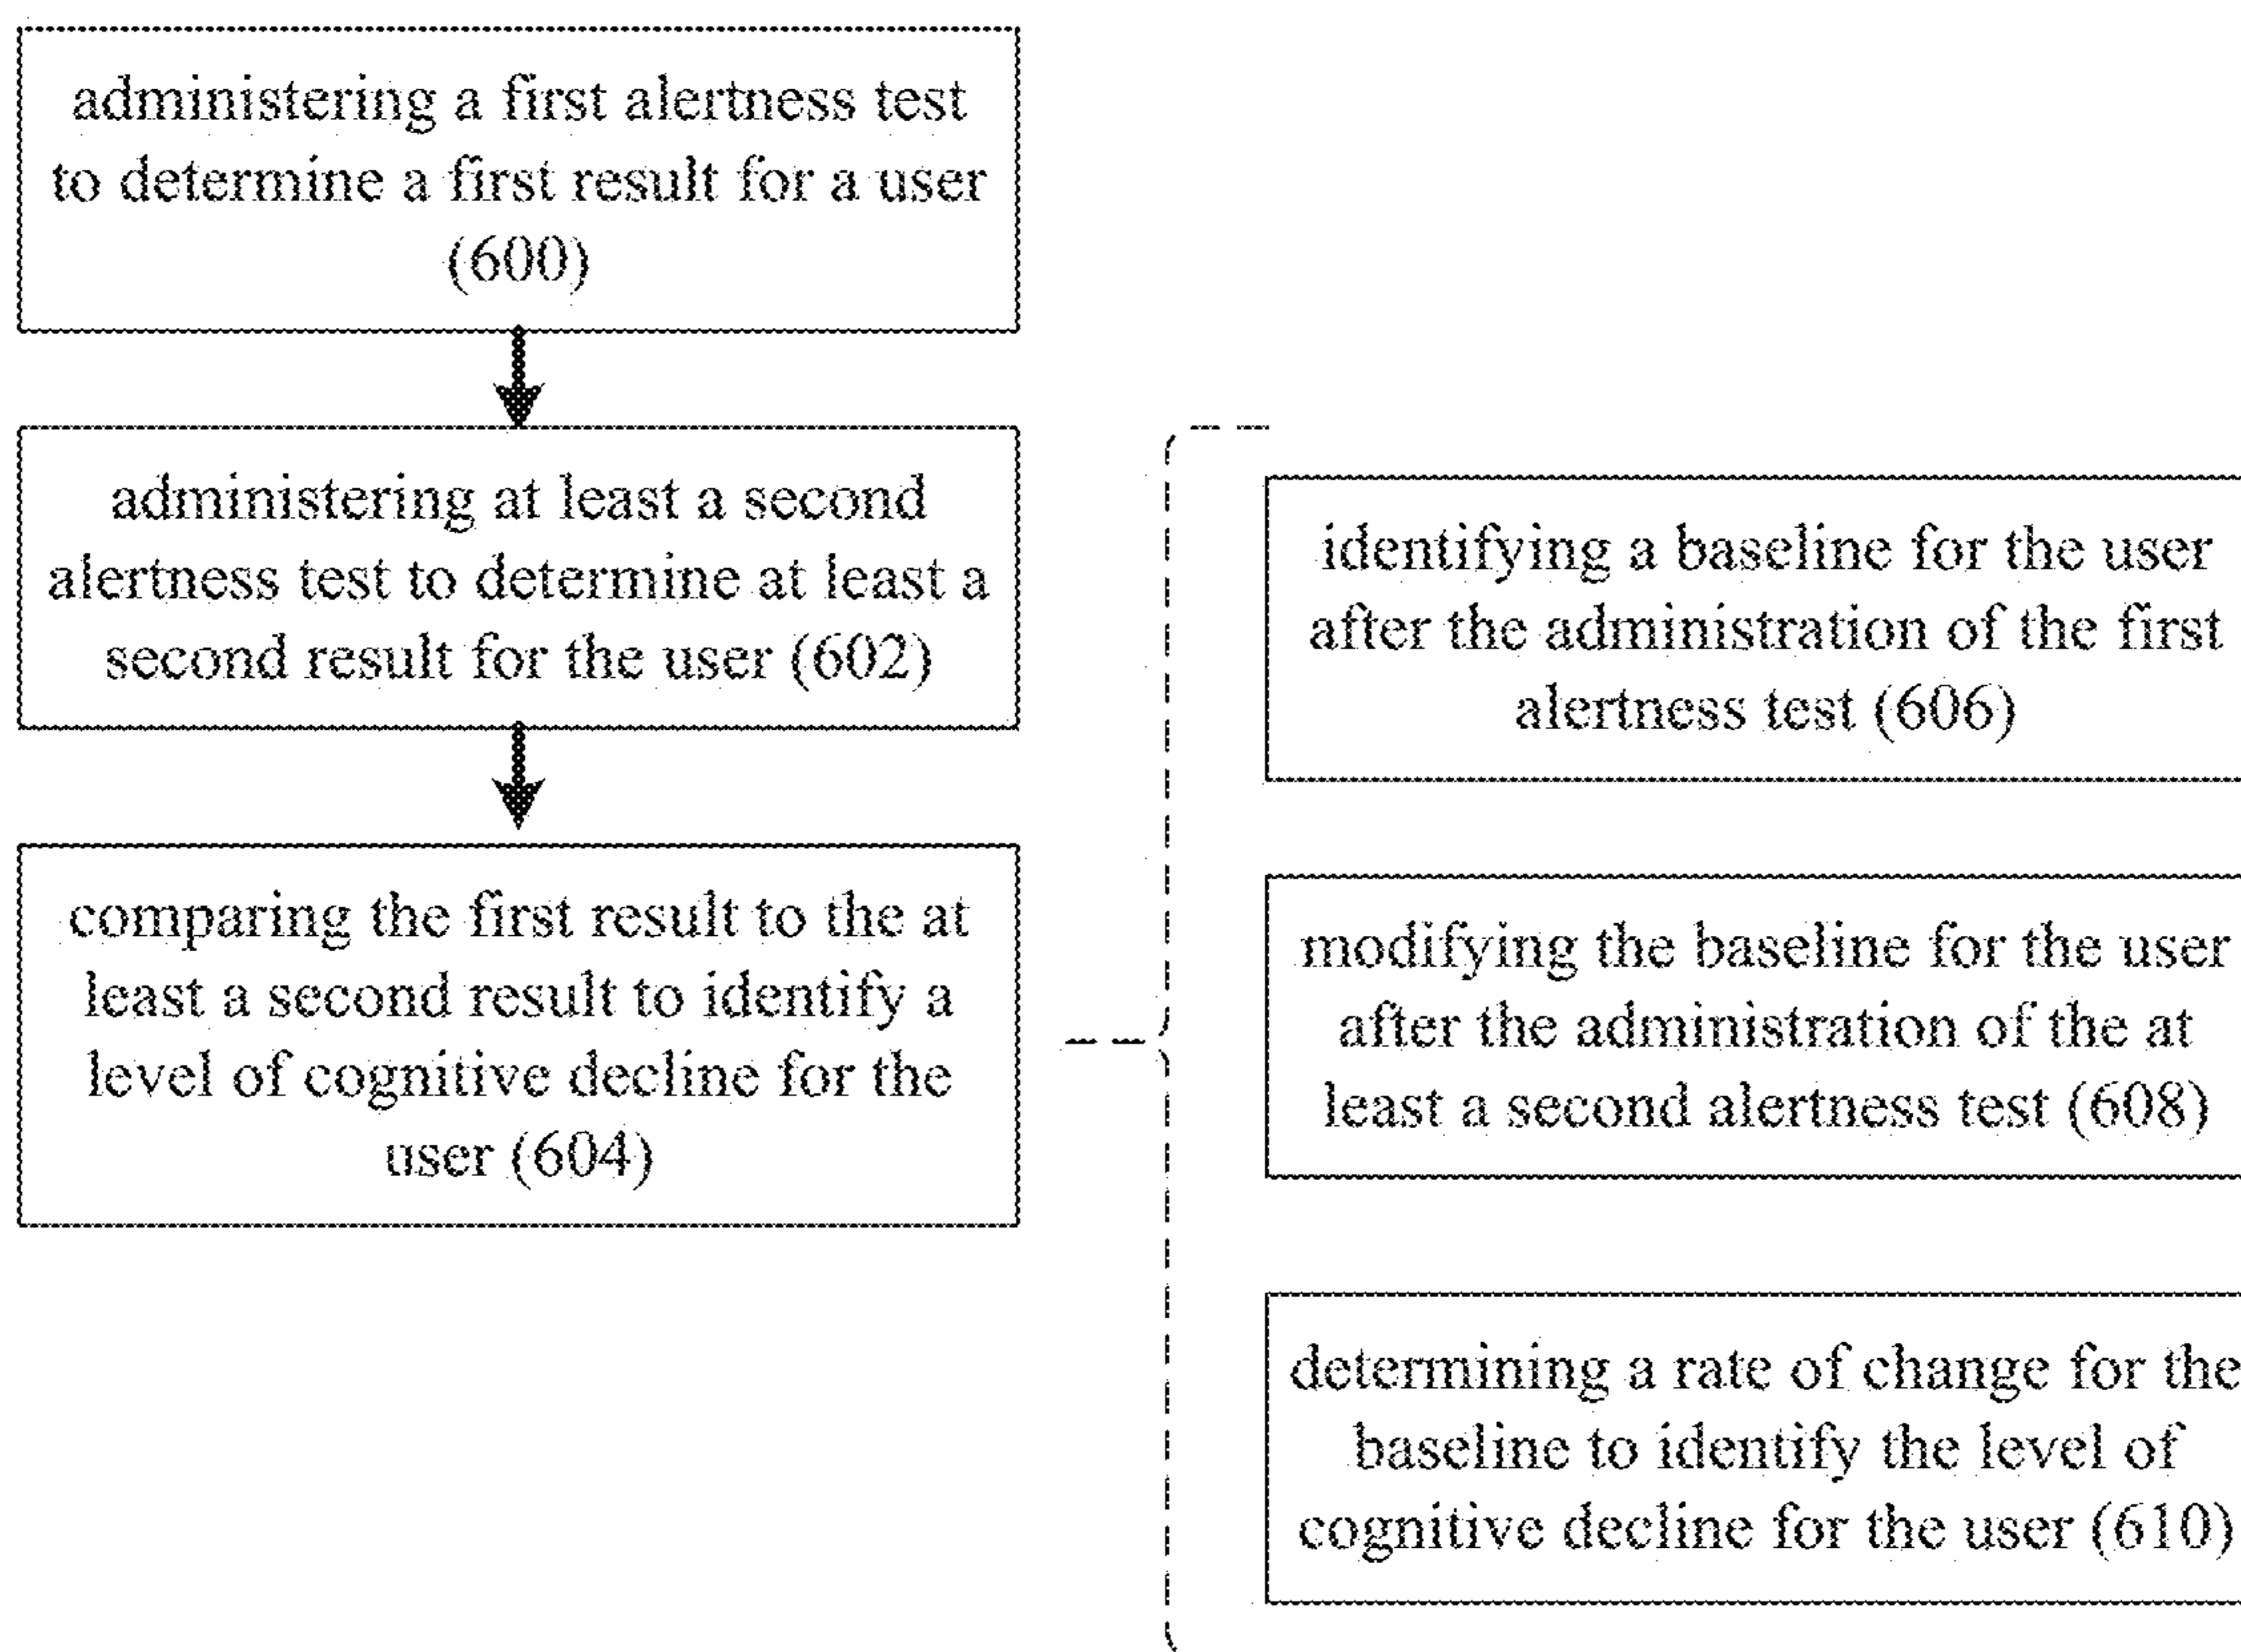 administering a first alertness test
to determine a first result for a user
(600)
administering at least a second
alertness test to determine at least a
second result for the user (602)
comparing the first result to the at
least a second result to identify a
level of cognitive decline for the
user (604)
identifying a baseline for the user
after the administration of the first
alertness test (606)
modifying the baseline for the user
after the administration of the at
least a second alertness test (608)
determining a rate of change for the
baseline to identify the level of
cognitive decline for the user (610)